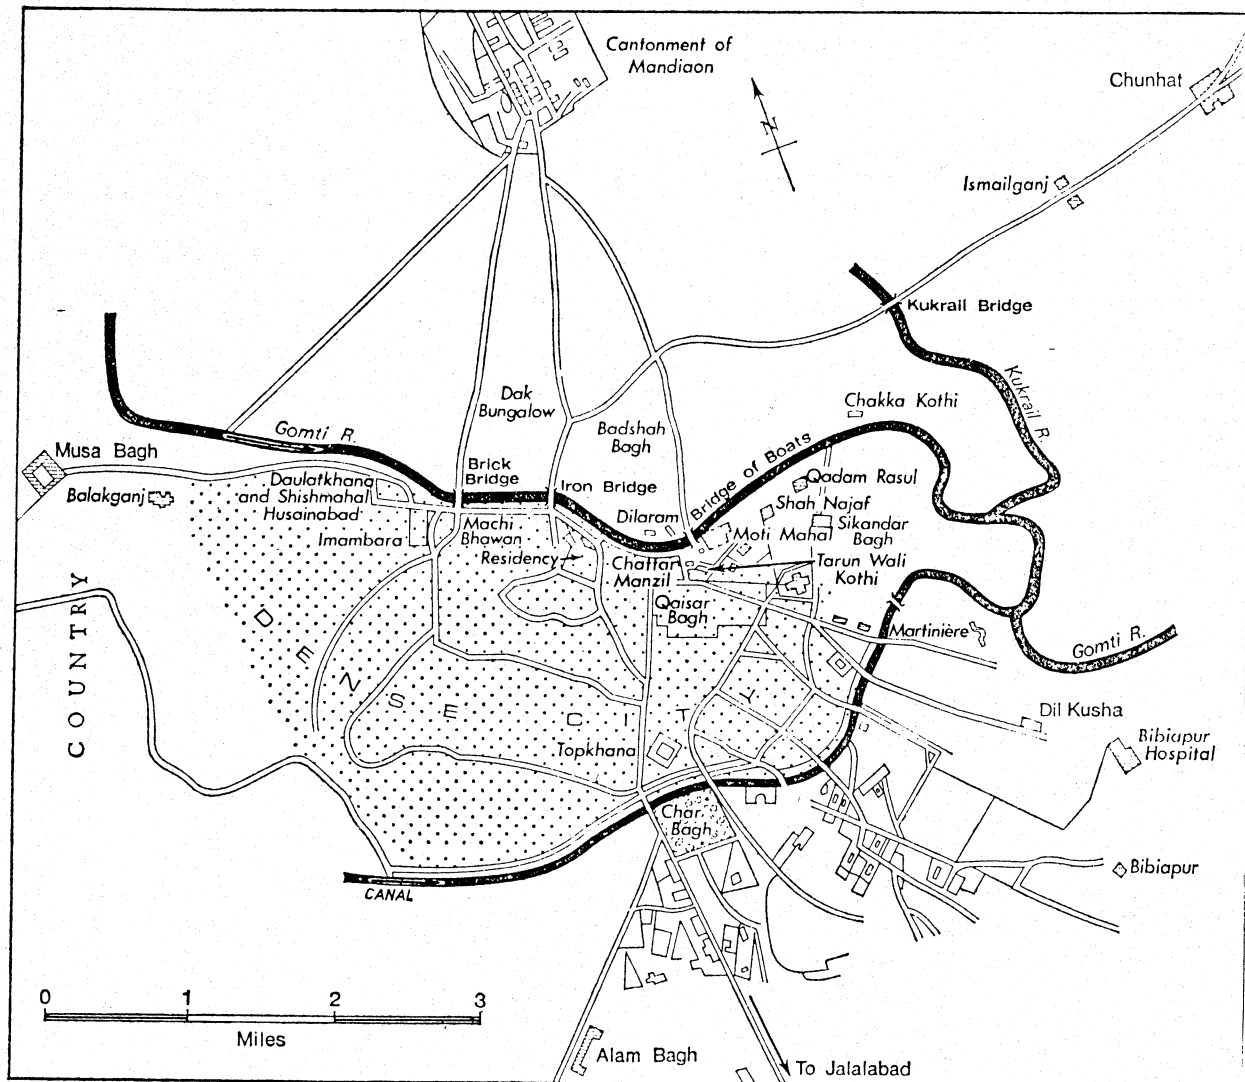 Cantonment of
Mandiaon
Chunhat
N
Ismailganj
Kukrail Bridge
Kukrail R.
Dak
Bungalow
Chakka Kothi
Badshah
Bagh
Gomti R.
Musa Bagh
Balakganj
Brick
Bridge
Iron Bridge
Bridge of Boats
Qadam Rasul
Daulatkhana
and Shishmahal
Husainabad
Shah Najaf
Dilaram
Imambara
Machi
Bhawan
Moti Mahal
Sikandar
Bagh
Residency
Chattar
Manzil
Tarun Wali
Kothi
Qaisar
Bagh
Martinière
Gomti R.
COUNTRY
DENSE CITY
Dil Kusha
Topkhana
Bibiapur
Hospital
Char
Bagh
Bibiapur
CANAL
0 1 2 3
Miles
Alam Bagh
To Jalalabad